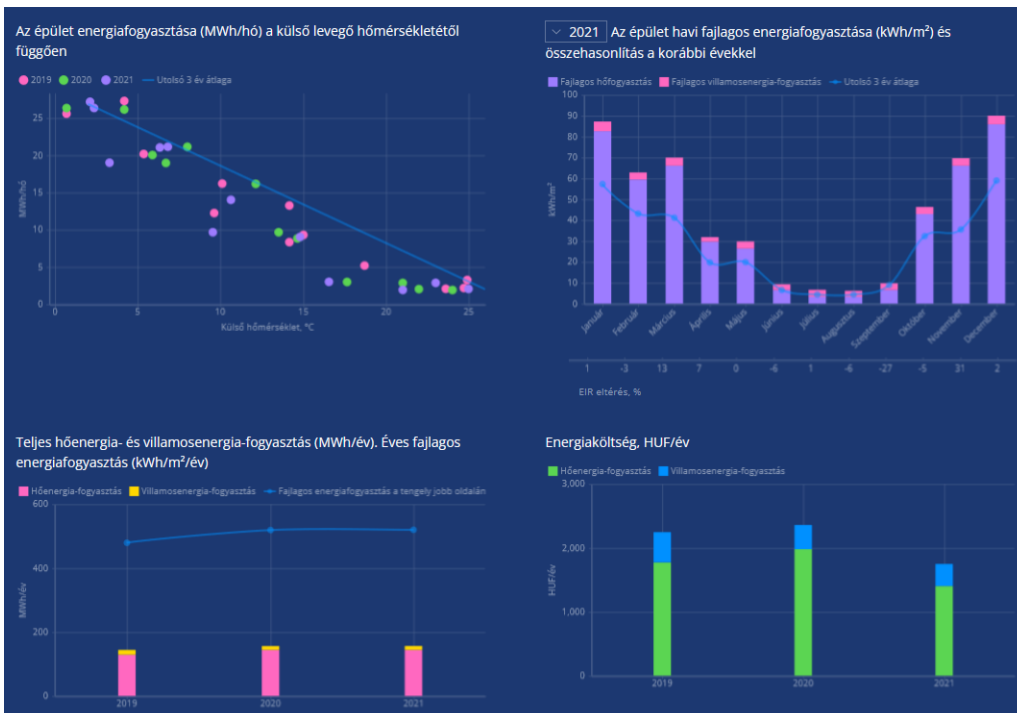 Az épület energiafogyasztása (MWh/hó) a külső levegő hőmérsékletétől
függően
2019 2020 2021 Utolsó 3 év átlaga
MWh/hó
25
20
15
10
5
0
0 5 10 15 20 25
Külső hőmérséklet, °C
2021 Az épület havi fajlagos energiafogyasztása (kWh/m²) és
összehasonlítás a korábbi évekkel
Fajlagos hőfogyasztás Fajlagos villamosenergia-fogyasztás Utolsó 3 év átlaga
kWh/m²
100
90
80
70
60
50
40
30
20
10
0
Január Február Március Április Május Június Július Augusztus Szeptember Október November December
1 -3 13 7 0 -6 1 -6 -27 -5 31 2
EIR eltérés, %
Teljes hőenergia- és villamosenergia-fogyasztás (MWh/év). Éves fajlagos
energiafogyasztás (kWh/m²/év)
Hőenergia-fogyasztás Villamosenergia-fogyasztás Fajlagos energiafogyasztás a tengely jobb oldalán
MWh/év
600
400
200
0
2019 2020 2021
Energiaköltség, HUF/év
Hőenergia-fogyasztás Villamosenergia-fogyasztás
HUF/év
3,000
2,000
1,000
0
2019 2020 2021